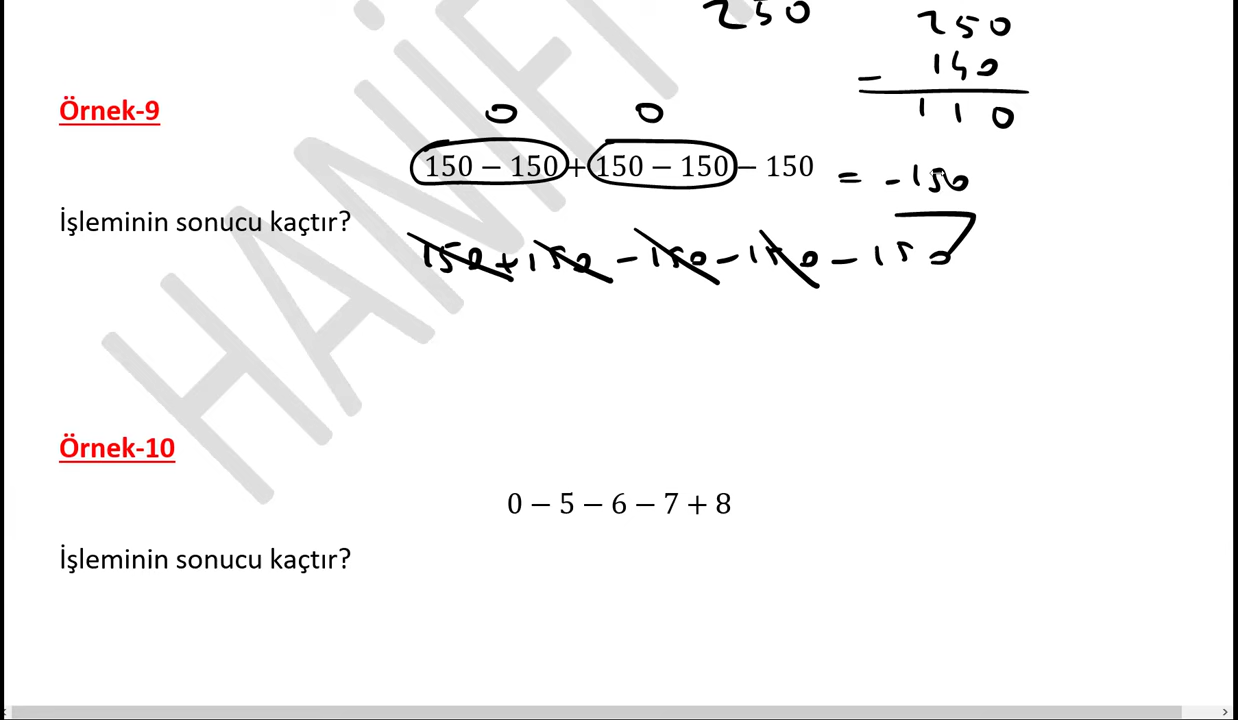 250 250
- 140
110
Örnek-9
0 0
150 − 150 + 150 − 150 − 150 = -150
İşleminin sonucu kaçtır?
150+150-150-150-150
Örnek-10
0 − 5 − 6 − 7 + 8
İşleminin sonucu kaçtır?
HANİF